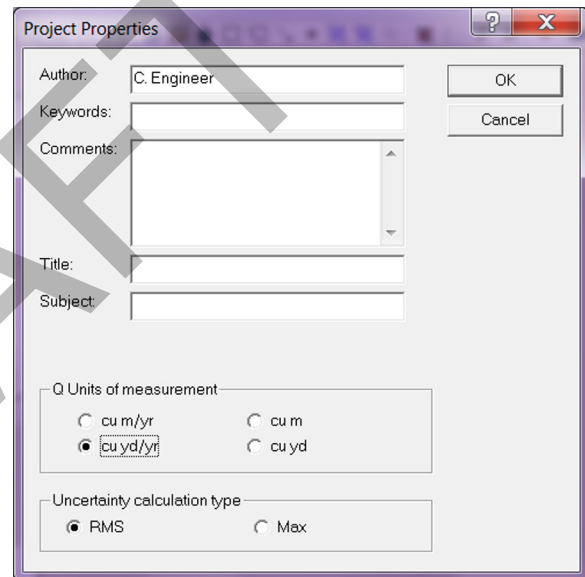 Project Properties
Author: C. Engineer OK
Keywords: Cancel
Comments:
Title:
Subject:
Q Units of measurement
cu m/yr cu m
cu yd/yr cu yd
Uncertainty calculation type
RMS Max